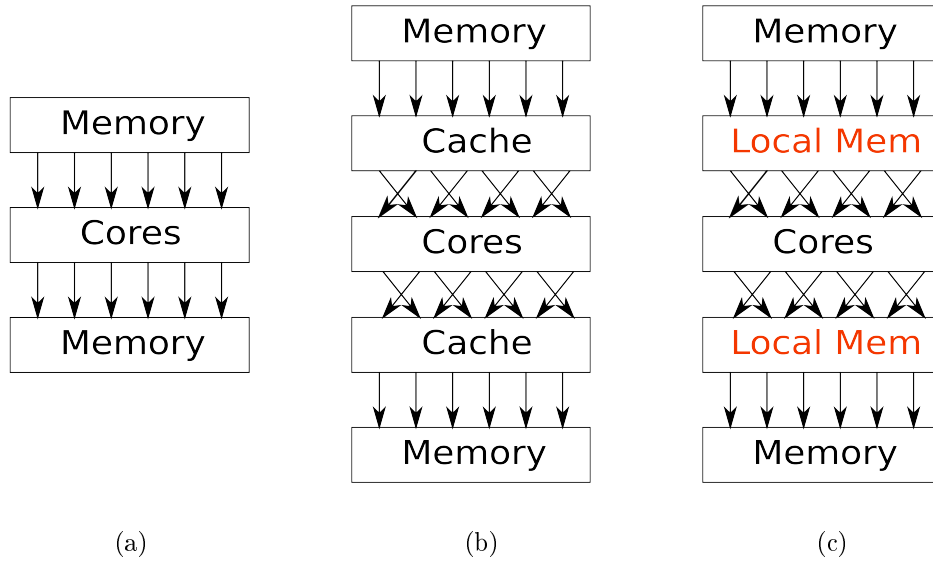 Memory
Cores
Memory
(a)
Memory
Cache
Cores
Cache
Memory
(b)
Memory
Local Mem
Cores
Local Mem
Memory
(c)